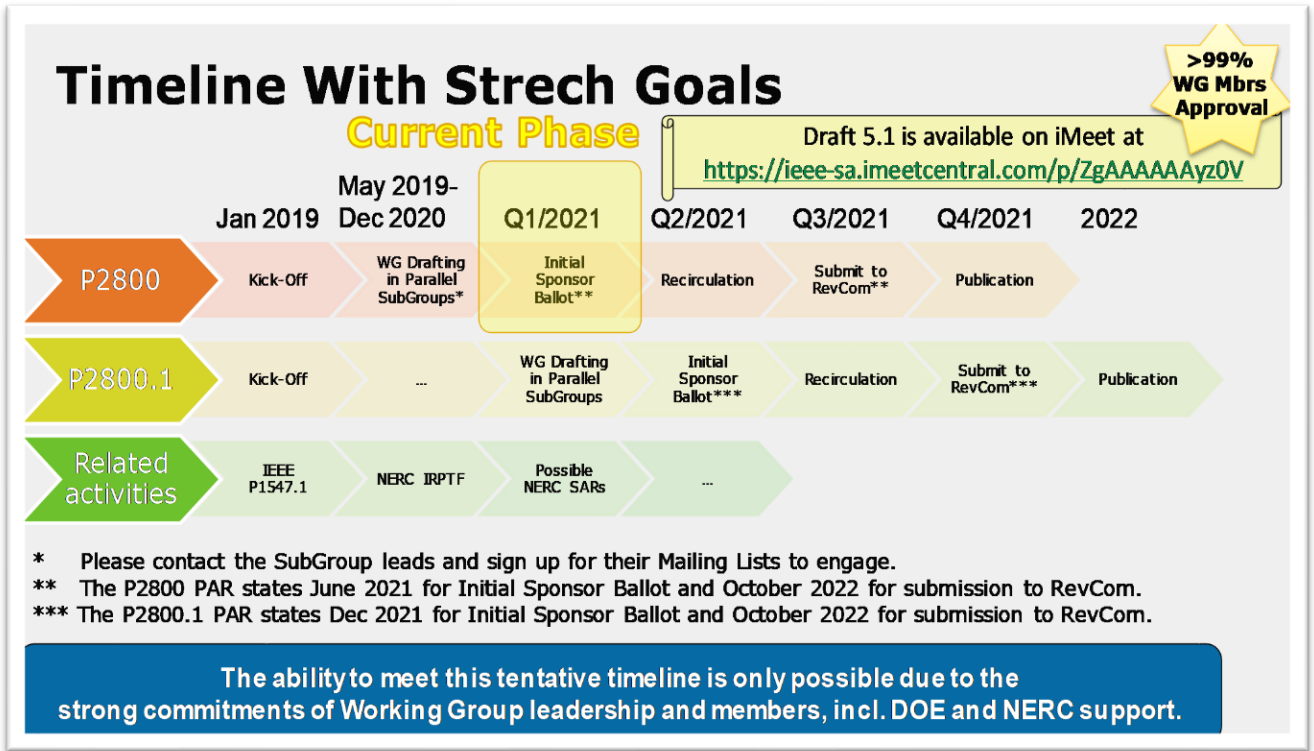 Timeline With Strech Goals
>99%
WG Mbrs
Approval
Current Phase
Draft 5.1 is available on iMeet at
https://ieee-sa.imeetcentral.com/p/ZgAAAAAAyz0V
Jan 2019
May 2019-
Dec 2020
Q1/2021
Q2/2021
Q3/2021
Q4/2021
2022
P2800
Kick-Off
WG Drafting
in Parallel
SubGroups*
Initial
Sponsor
Ballot**
Recirculation
Submit to
RevCom**
Publication
P2800.1
Kick-Off
...
WG Drafting
in Parallel
SubGroups
Initial
Sponsor
Ballot***
Recirculation
Submit to
RevCom***
Publication
Related
activities
IEEE
P1547.1
NERC IRPTF
Possible
NERC SARs
...
* Please contact the SubGroup leads and sign up for their Mailing Lists to engage.
** The P2800 PAR states June 2021 for Initial Sponsor Ballot and October 2022 for submission to RevCom.
*** The P2800.1 PAR states Dec 2021 for Initial Sponsor Ballot and October 2022 for submission to RevCom.
The ability to meet this tentative timeline is only possible due to the
strong commitments of Working Group leadership and members, incl. DOE and NERC support.